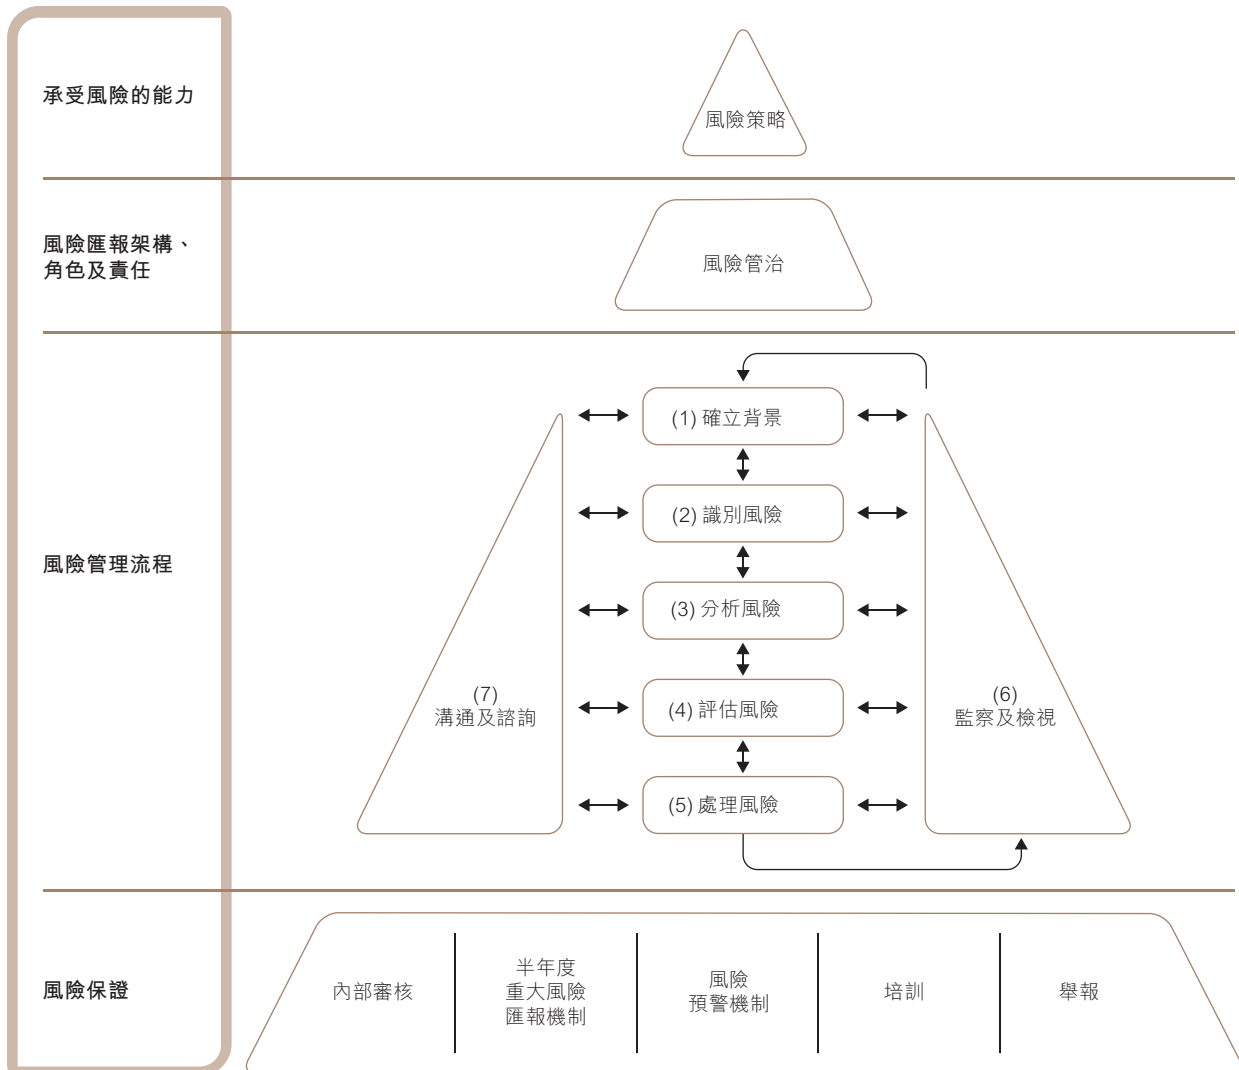 承受風險的能力
風險策略
風險匯報架構、
角色及責任
風險管治
風險管理流程
(1) 確立背景
(2) 識別風險
(3) 分析風險
(4) 評估風險
(5) 處理風險
(7)
溝通及諮詢
(6)
監察及檢視
風險保證
內部審核
半年度
重大風險
匯報機制
風險
預警機制
培訓
舉報